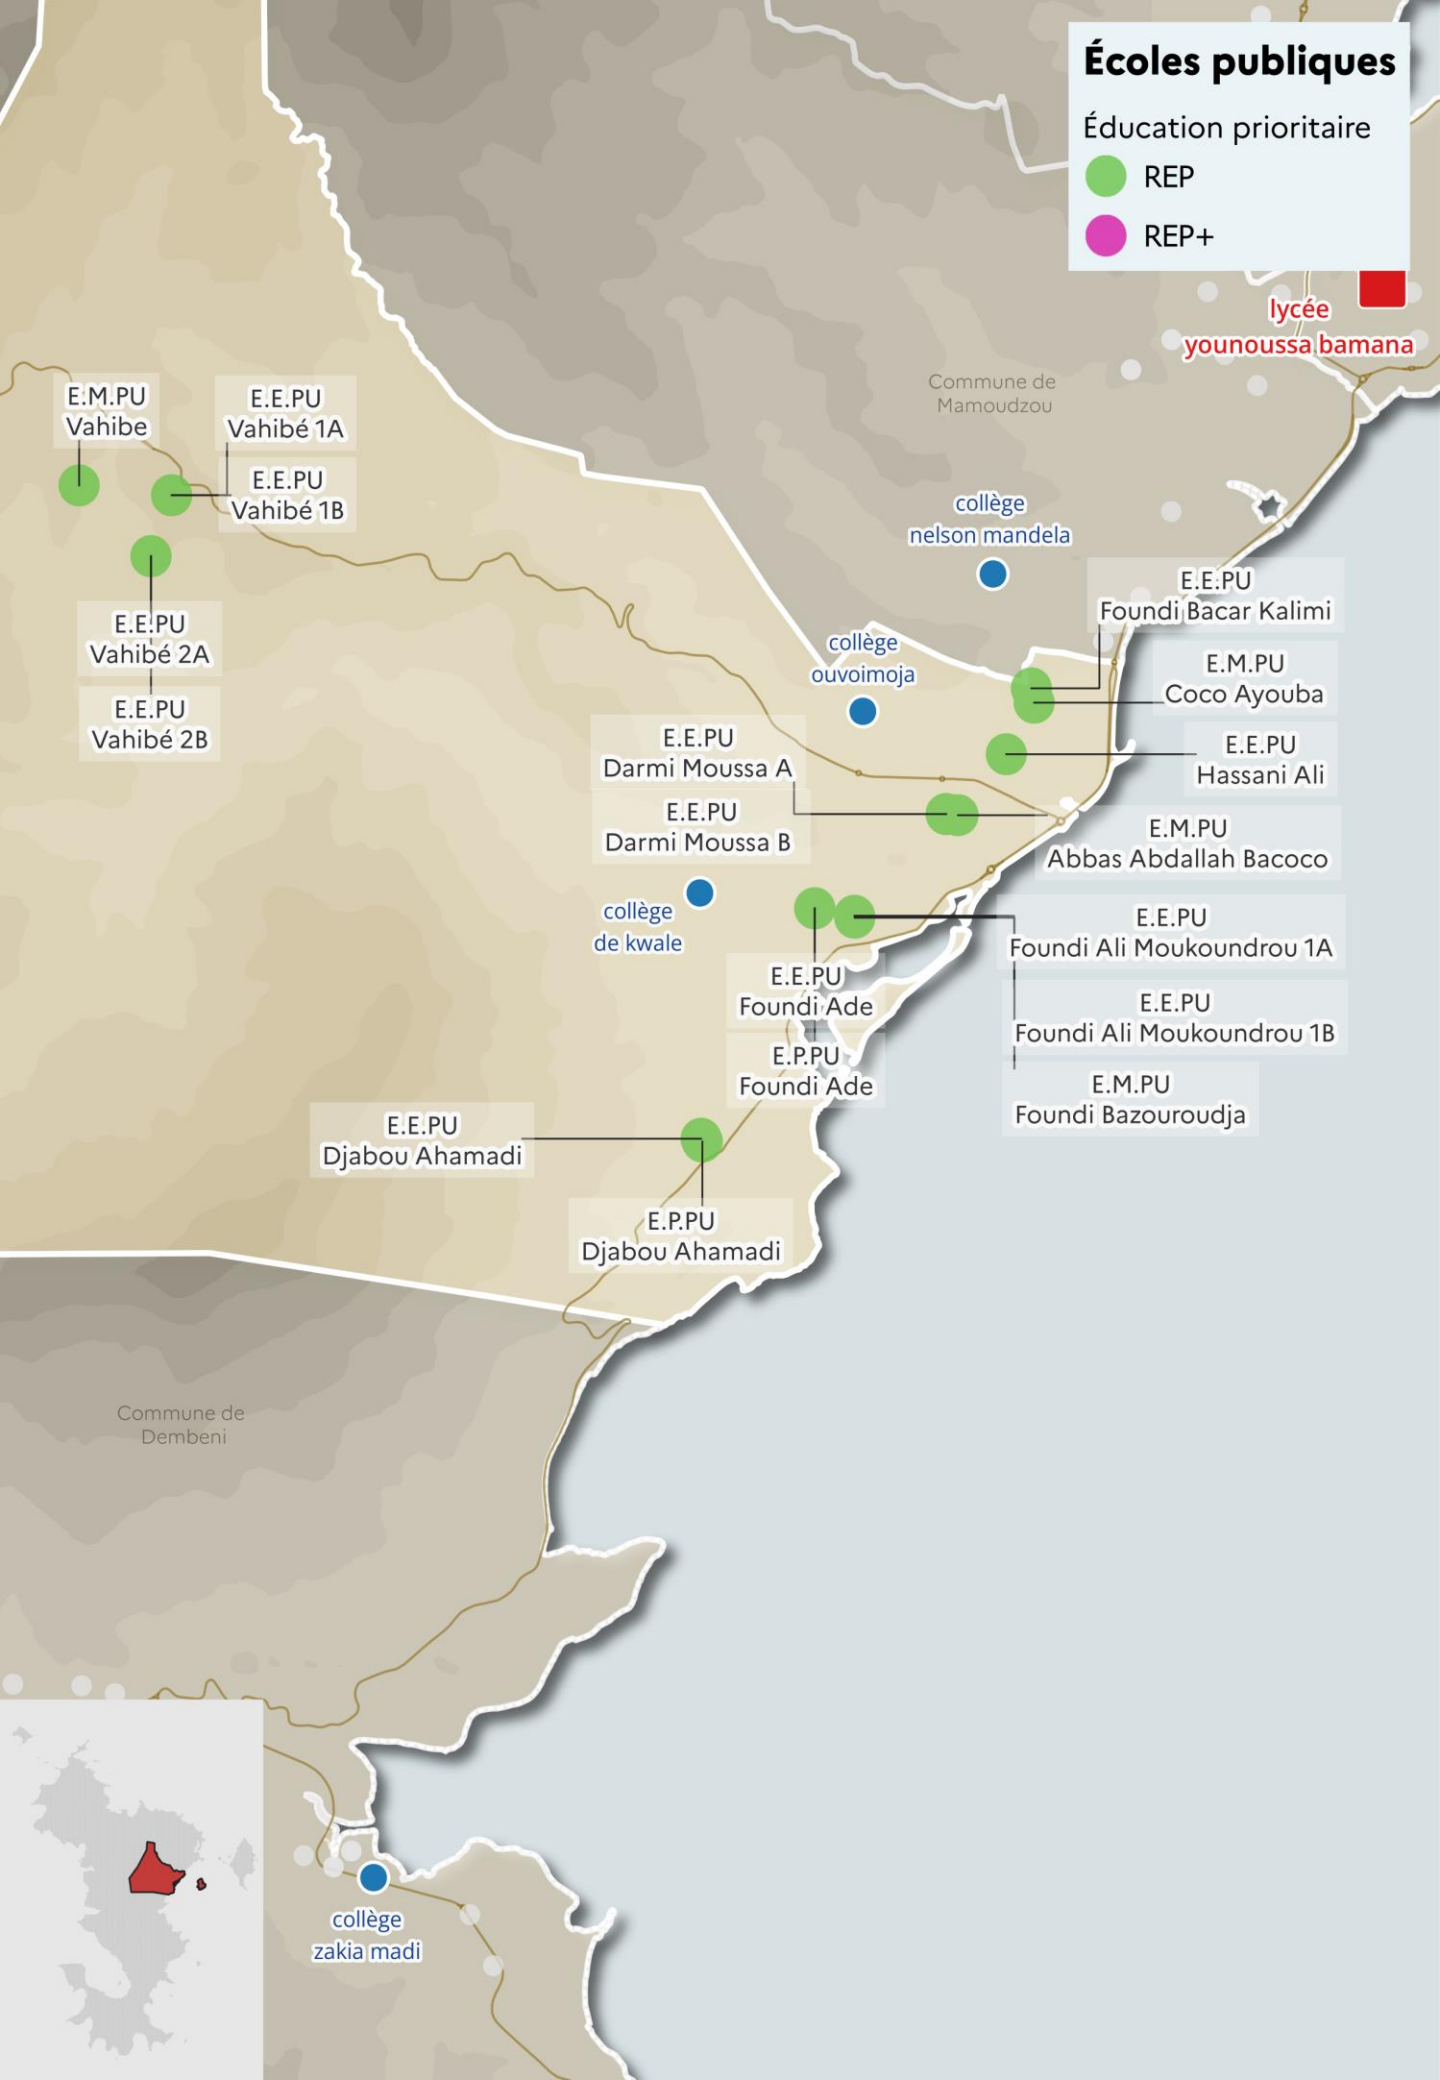 Écoles publiques
Éducation prioritaire
REP
REP+
lycée
younoussa bamana
Commune de
Mamoudzou
E.M.PU
Vahibe
E.E.PU
Vahibé 1A
E.E.PU
Vahibé 1B
E.E.PU
Vahibé 2A
E.E.PU
Vahibé 2B
collège
nelson mandela
E.E.PU
Foundi Bacar Kalimi
collège
ouvoimoja
E.M.PU
Coco Ayouba
E.E.PU
Hassani Ali
E.E.PU
Darmi Moussa A
E.E.PU
Darmi Moussa B
E.M.PU
Abbas Abdallah Bacoco
collège
de kwale
E.E.PU
Foundi Ali Moukoundrou 1A
E.E.PU
Foundi Ade
E.E.PU
Foundi Ali Moukoundrou 1B
E.P.PU
Foundi Ade
E.M.PU
Foundi Bazouroudja
E.E.PU
Djabou Ahamadi
E.P.PU
Djabou Ahamadi
Commune de
Dembeni
collège
zakia madi